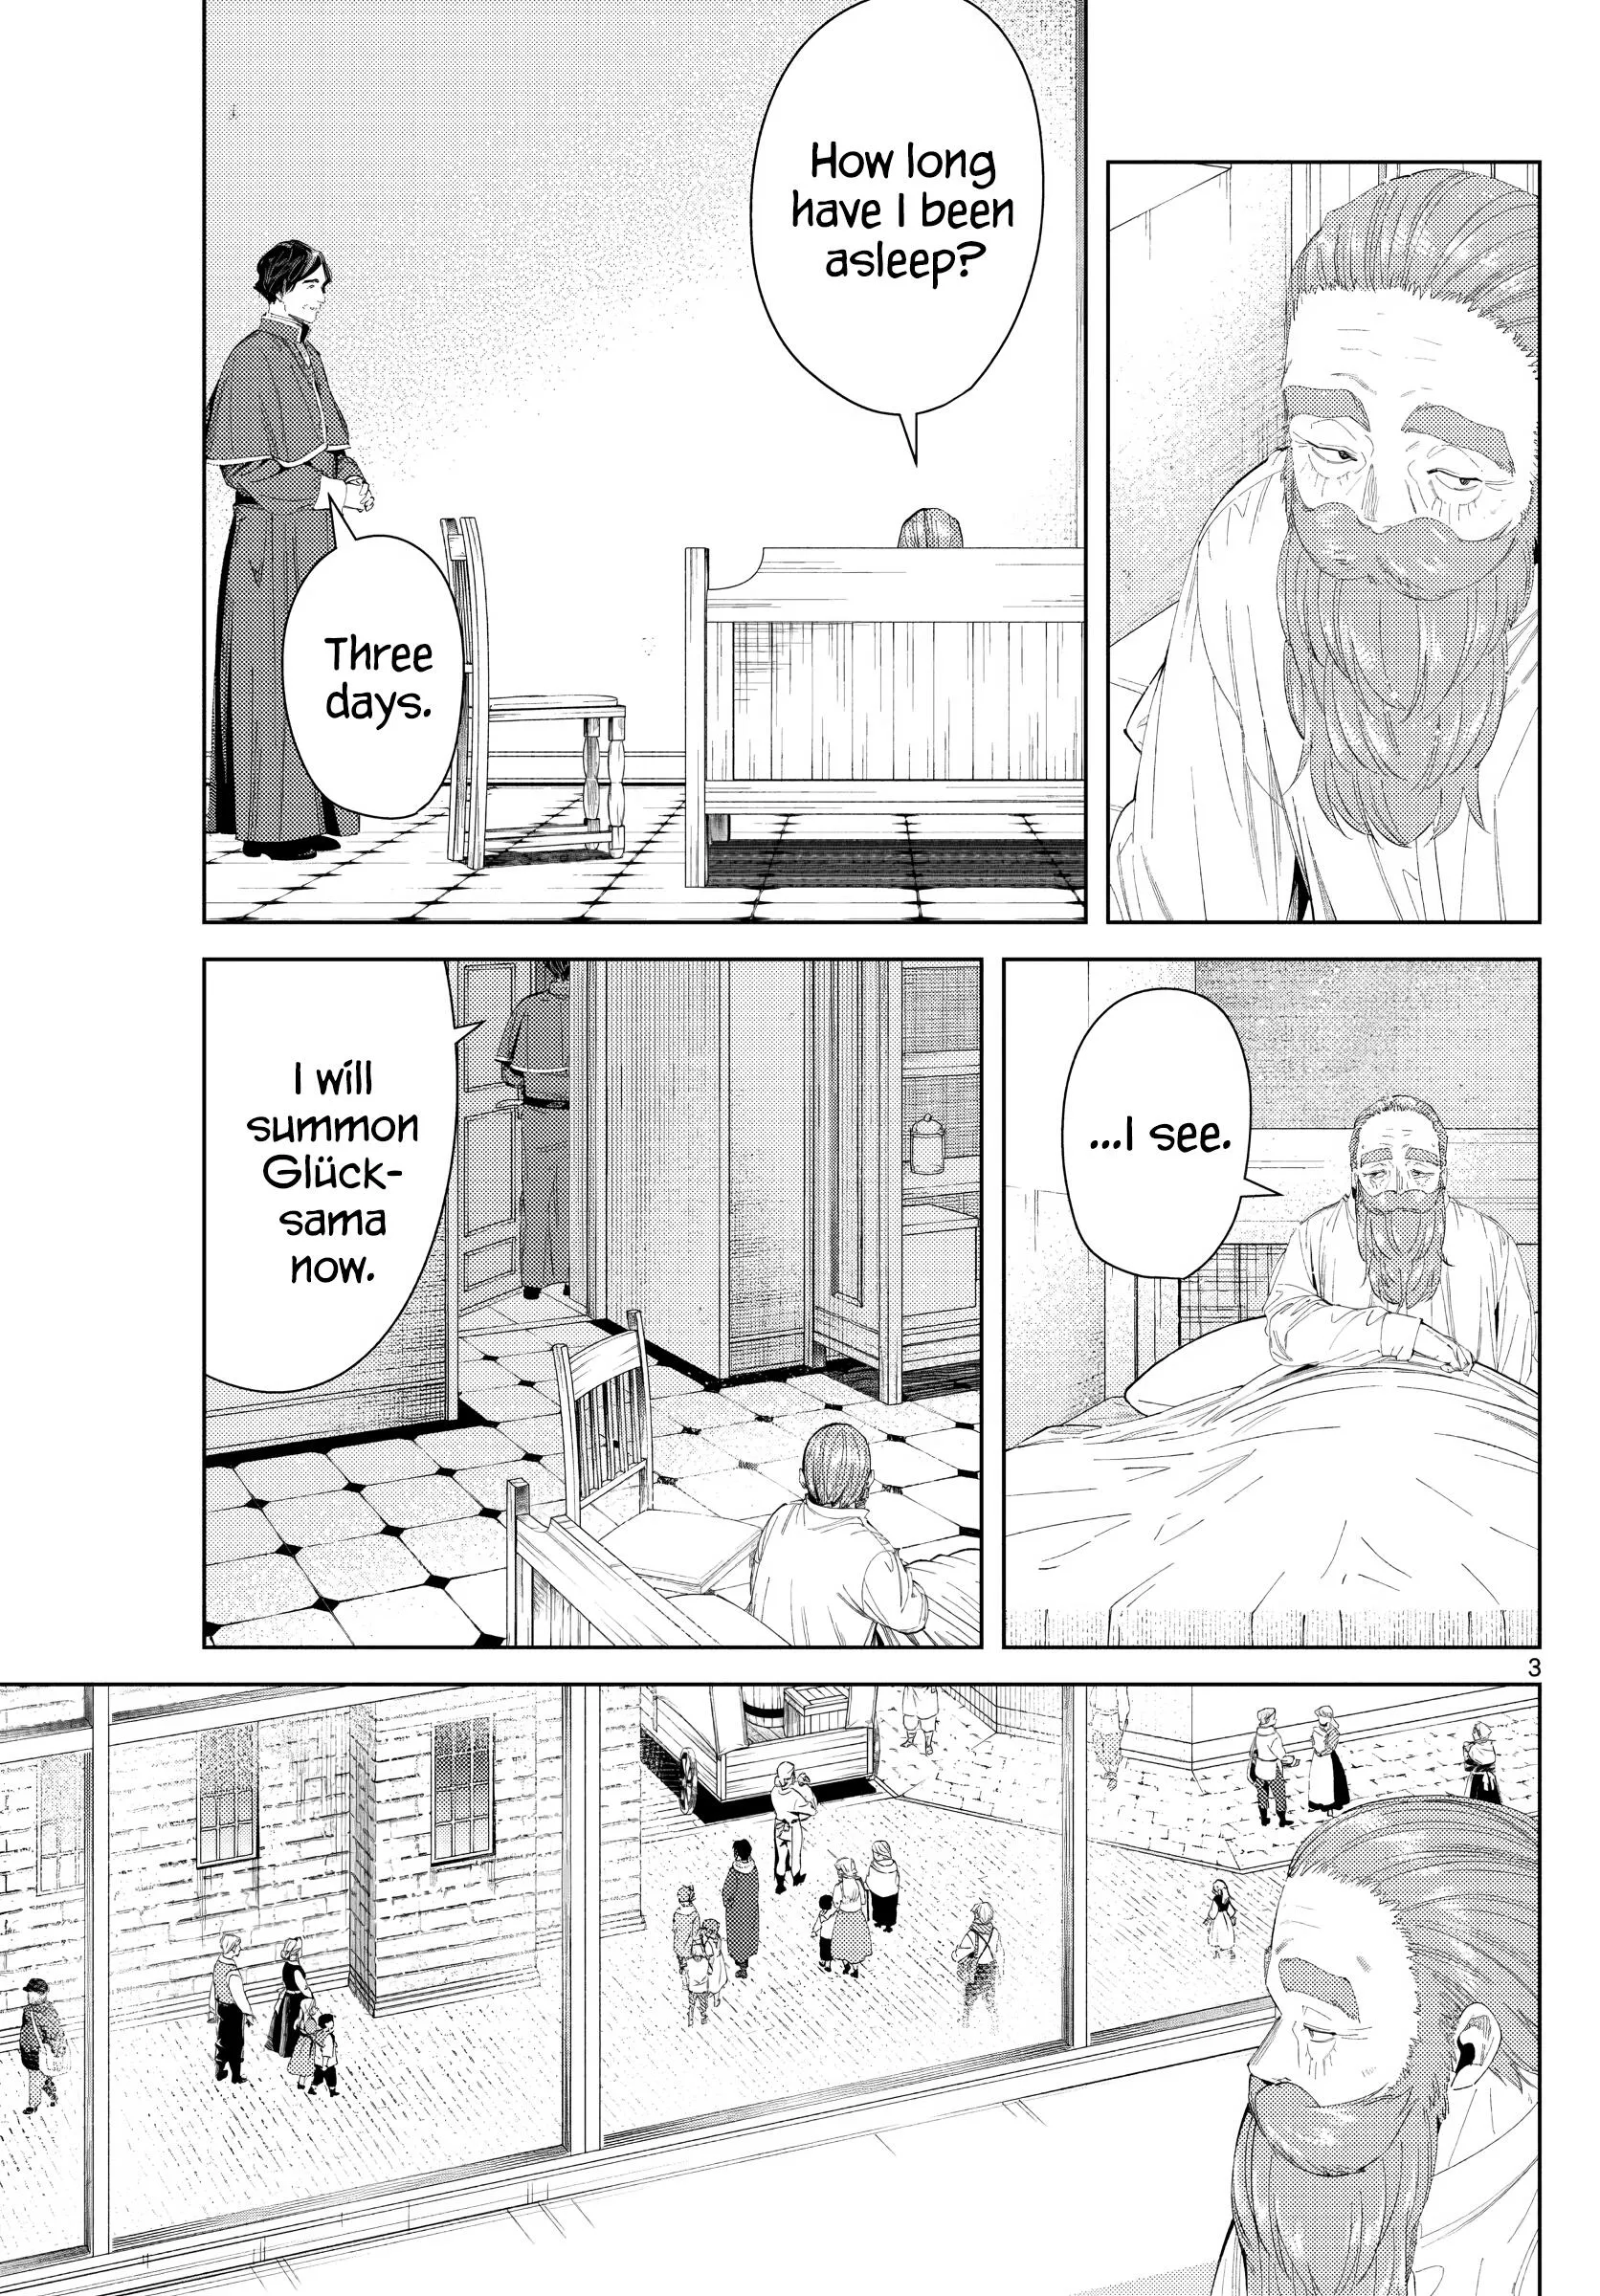 How long
have I been
asleep?
Three
days.
...I see.
I will
summon
Glück-
sama
now.
3